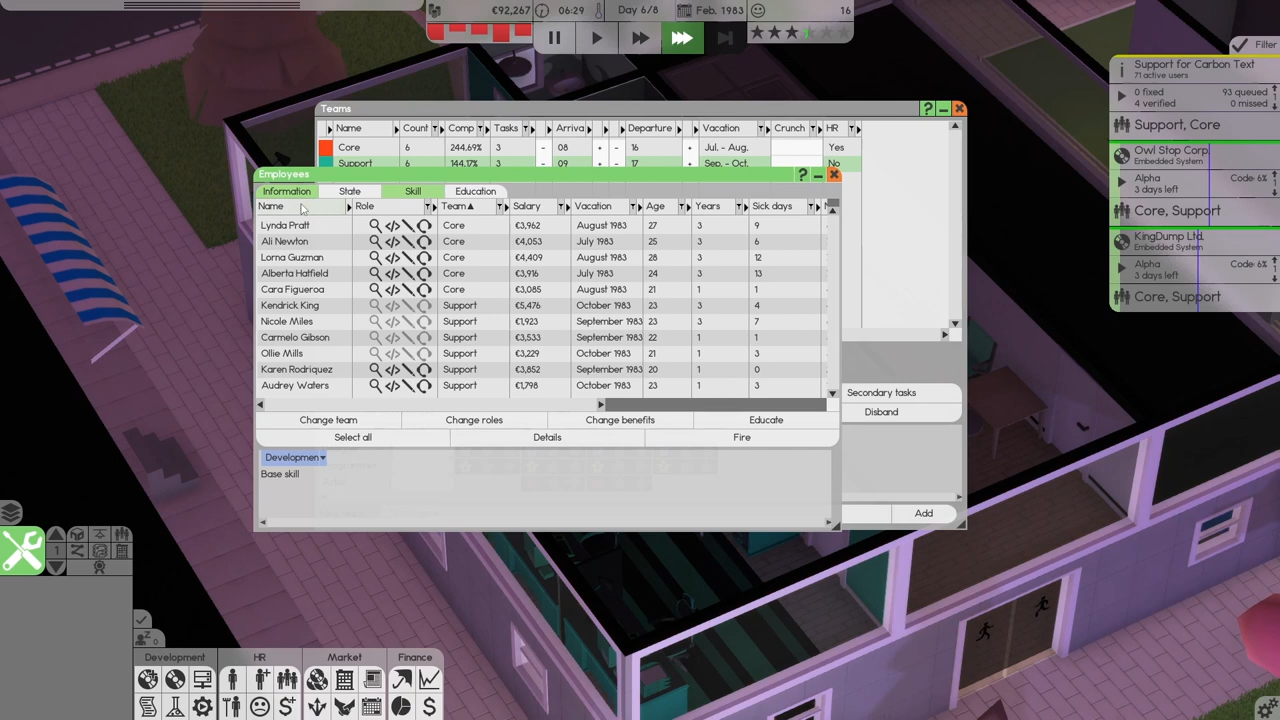 €92,267 06:29 Day 6/8 Feb. 1983 16
Filter
Support for Carbon Text
71 active users
0 fixed 93 queued
4 verified 0 missed
Support, Core
Owl Stop Corp.
Embedded System
Alpha Code: 6%
3 days left
Core, Support
KingDump Ltd.
Embedded System
Alpha Code: 6%
3 days left
Core, Support
Teams
Name Count Comp Tasks Arriva Departure Vacation Crunch HR
Core 6 244.69% 3 - 08 + - 16 + Jul. - Aug. Yes
Support 6 144.17% 3 - 09 + - 17 + Sep. - Oct. No
Employees
Information State Skill Education
Name Role Team Salary Vacation Age Years Sick days
Lynda Pratt Core €3,962 August 1983 27 3 9
Ali Newton Core €4,053 July 1983 25 3 6
Lorna Guzman Core €4,409 August 1983 28 3 12
Alberta Hatfield Core €3,916 July 1983 24 3 13
Cara Figueroa Core €3,085 August 1983 21 1 1
Kendrick King Support €5,476 October 1983 23 3 4
Nicole Miles Support €1,923 September 1983 23 3 7
Carmelo Gibson Support €3,533 September 1983 22 1 1
Ollie Mills Support €3,229 October 1983 21 1 3
Karen Rodriquez Support €3,852 September 1983 20 1 0
Audrey Waters Support €1,798 October 1983 23 1 3
Change team Change roles Change benefits Educate
Select all Details Fire
Developmen
Base skill
Secondary tasks
Disband
Add
1
0
Development HR Market Finance